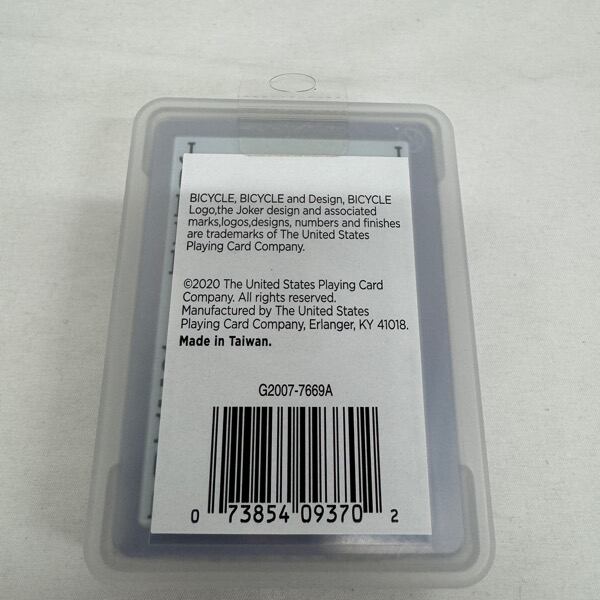 BICYCLE, BICYCLE and Design, BICYCLE
Logo,the Joker design and associated
marks,logos,designs, numbers and finishes
are trademarks of The United States
Playing Card Company.
©2020 The United States Playing Card
Company. All rights reserved.
Manufactured by The United States
Playing Card Company, Erlanger, KY 41018.
Made in Taiwan.
G2007-7669A
0 73854 09370 2